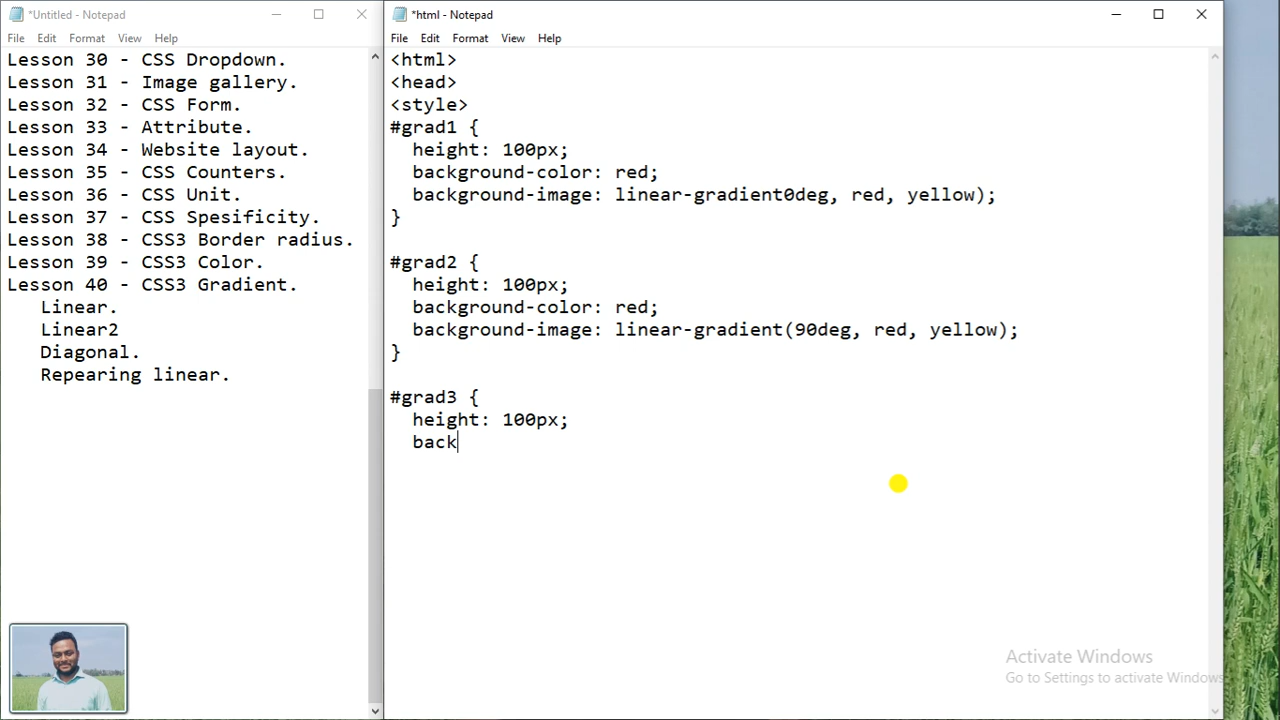 *Untitled - Notepad
File Edit Format View Help
Lesson 30 - CSS Dropdown.
Lesson 31 - Image gallery.
Lesson 32 - CSS Form.
Lesson 33 - Attribute.
Lesson 34 - Website layout.
Lesson 35 - CSS Counters.
Lesson 36 - CSS Unit.
Lesson 37 - CSS Spesificity.
Lesson 38 - CSS3 Border radius.
Lesson 39 - CSS3 Color.
Lesson 40 - CSS3 Gradient.
Linear.
Linear2
Diagonal.
Repearing linear.
*html - Notepad
File Edit Format View Help
<html>
<head>
<style>
#grad1 {
height: 100px;
background-color: red;
background-image: linear-gradient0deg, red, yellow);
}
#grad2 {
height: 100px;
background-color: red;
background-image: linear-gradient(90deg, red, yellow);
}
#grad3 {
height: 100px;
back
Activate Windows
Go to Settings to activate Windows